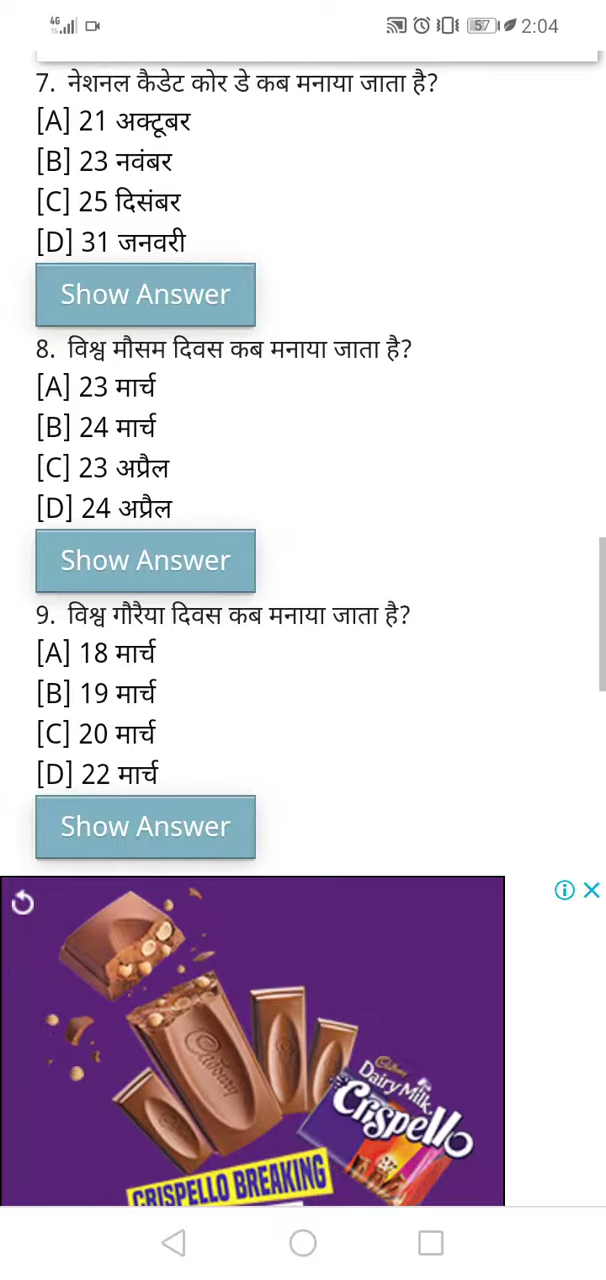 4G 57 2:04
7. नेशनल कैडेट कोर डे कब मनाया जाता है?
[A] 21 अक्टूबर
[B] 23 नवंबर
[C] 25 दिसंबर
[D] 31 जनवरी
Show Answer
8. विश्व मौसम दिवस कब मनाया जाता है?
[A] 23 मार्च
[B] 24 मार्च
[C] 23 अप्रैल
[D] 24 अप्रैल
Show Answer
9. विश्व गौरैया दिवस कब मनाया जाता है?
[A] 18 मार्च
[B] 19 मार्च
[C] 20 मार्च
[D] 22 मार्च
Show Answer
Cadbury
Cadbury
Dairy Milk
Crispello
CRISPELLO BREAKING